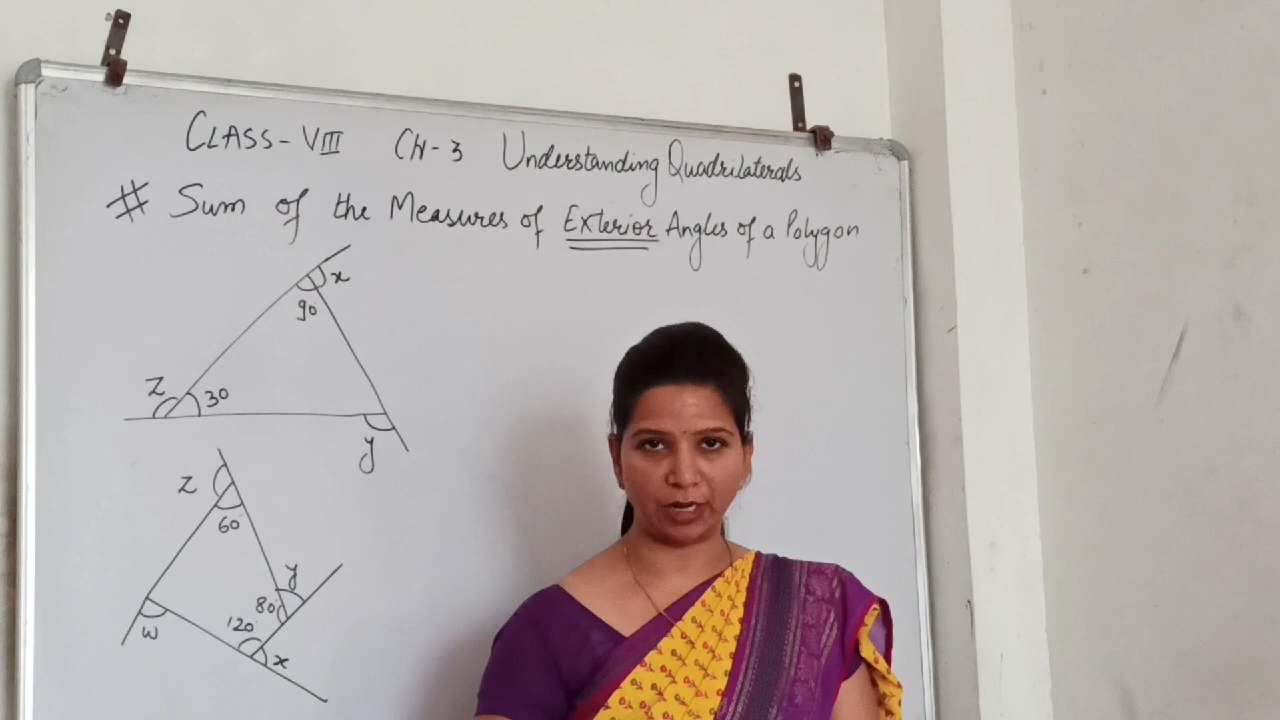 CLASS-VIII CH-3 Understanding Quadrilaterals
# Sum of the Measures of Exterior Angles of a Polygon
x
90°
Z
30
y
Z
60
y
80°
120°
w
x